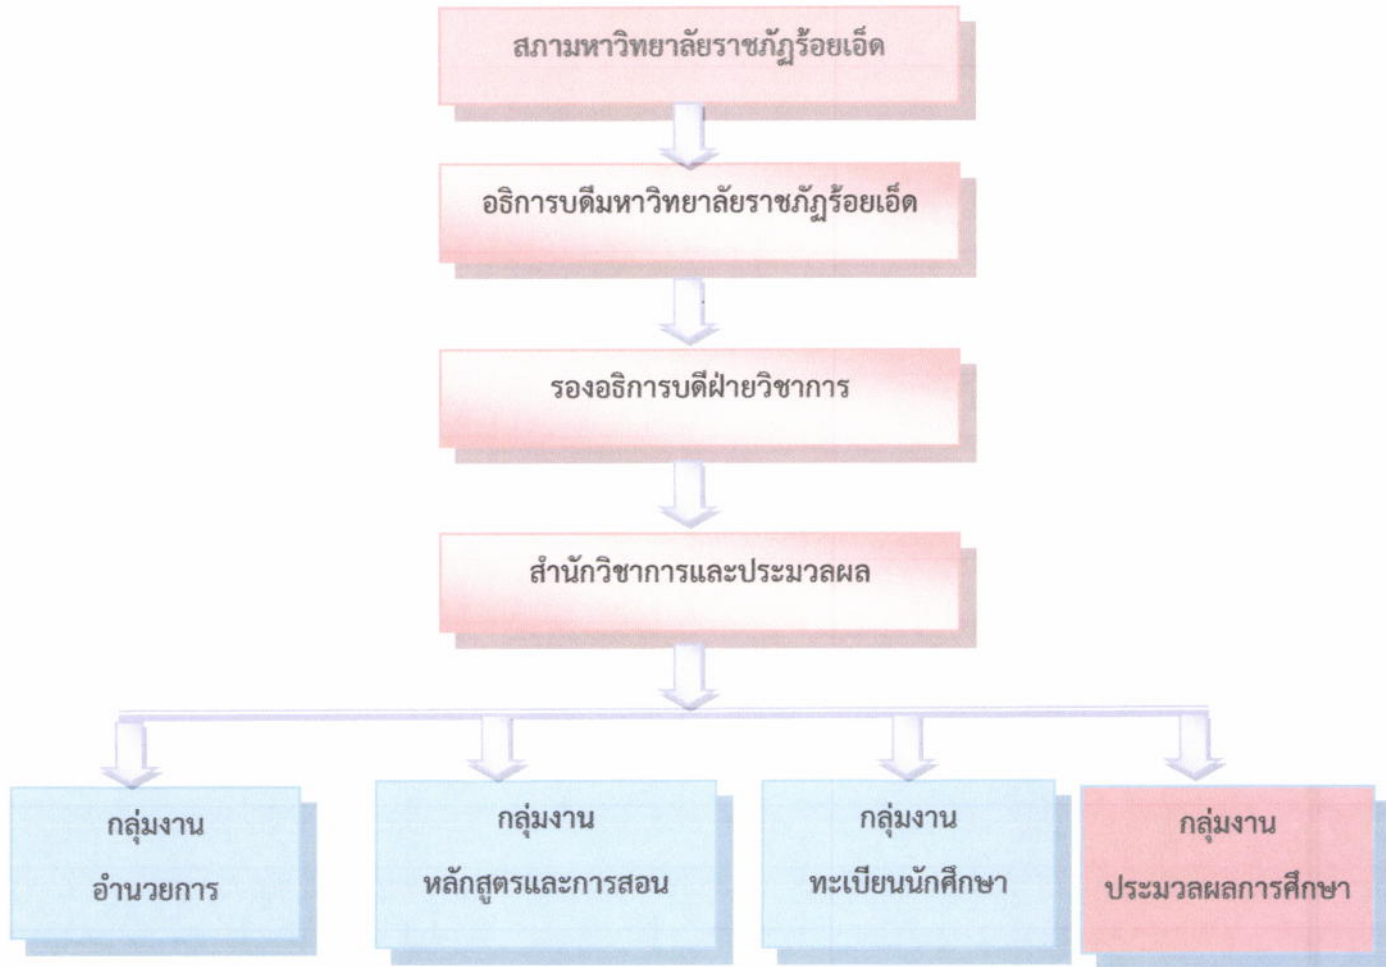 สภามหาวิทยาลัยราชภัฏร้อยเอ็ด
อธิการบดีมหาวิทยาลัยราชภัฏร้อยเอ็ด
รองอธิการบดีฝ่ายวิชาการ
สำนักวิชาการและประมวลผล
กลุ่มงาน
อำนวยการ
กลุ่มงาน
หลักสูตรและการสอน
กลุ่มงาน
ทะเบียนนักศึกษา
กลุ่มงาน
ประมวลผลการศึกษา